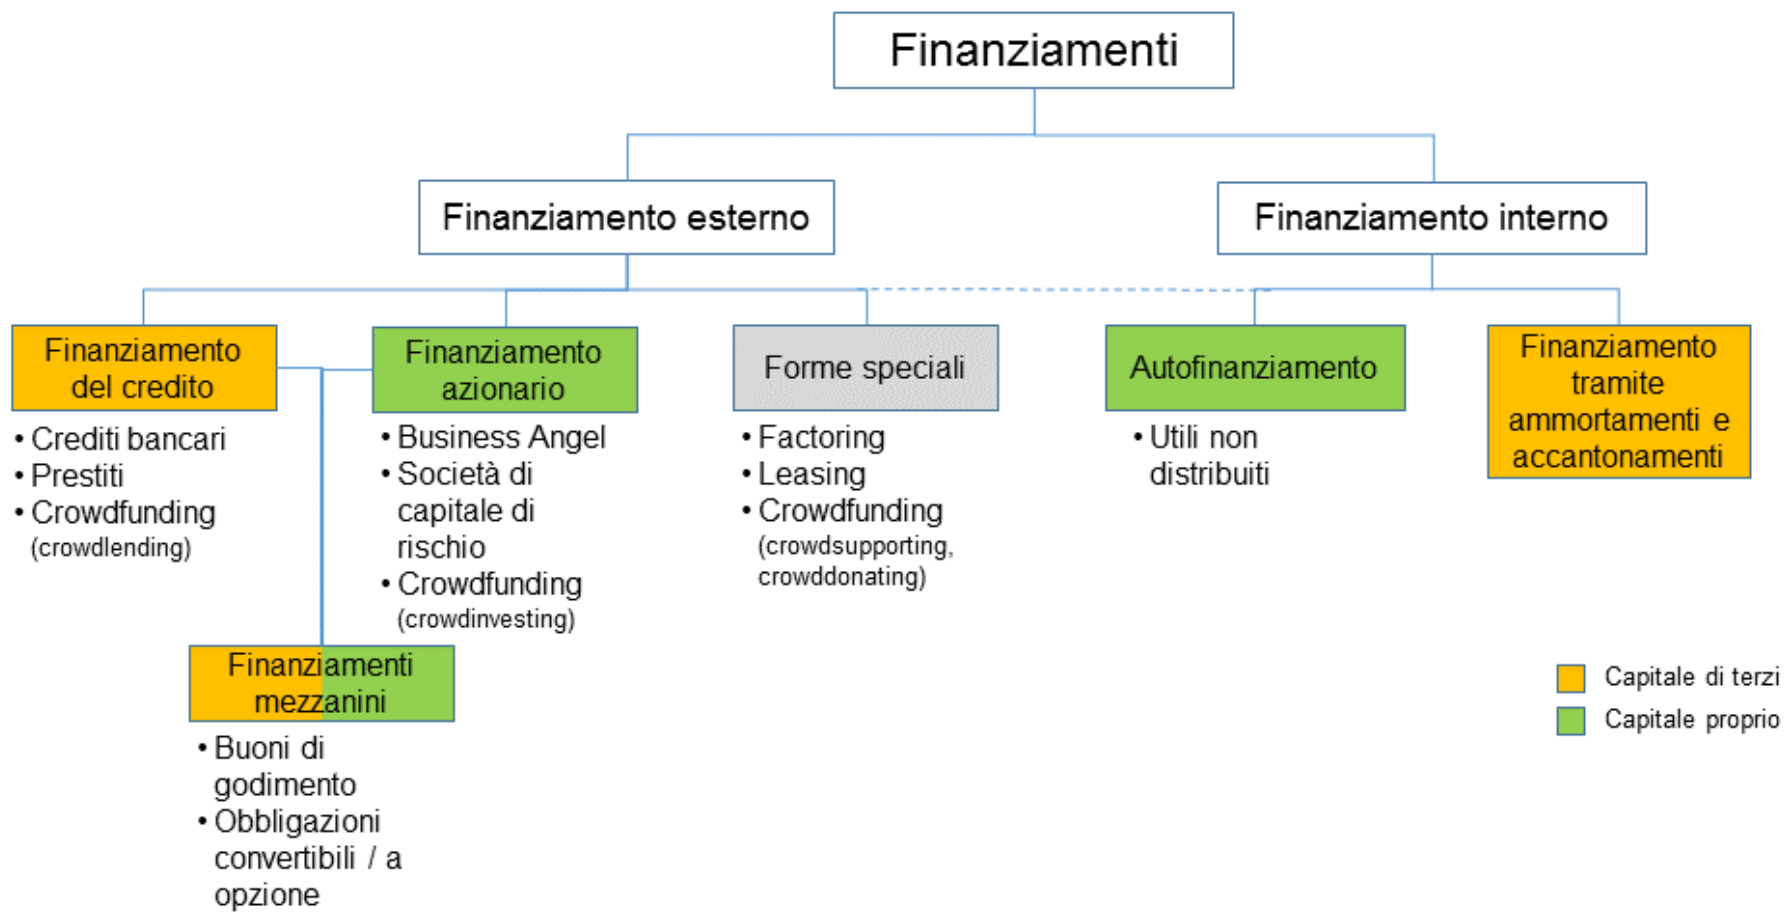 Finanziamenti
Finanziamento esterno
Finanziamento interno
Finanziamento
del credito
• Crediti bancari
• Prestiti
• Crowdfunding
(crowdlending)
Finanziamento
azionario
• Business Angel
• Società di
capitale di
rischio
• Crowdfunding
(crowdinvesting)
Forme speciali
• Factoring
• Leasing
• Crowdfunding
(crowdsupporting,
crowddonating)
Autofinanziamento
• Utili non
distribuiti
Finanziamento
tramite
ammortamenti e
accantonamenti
Finanziamenti
mezzanini
• Buoni di
godimento
• Obbligazioni
convertibili / a
opzione
Capitale di terzi
Capitale proprio